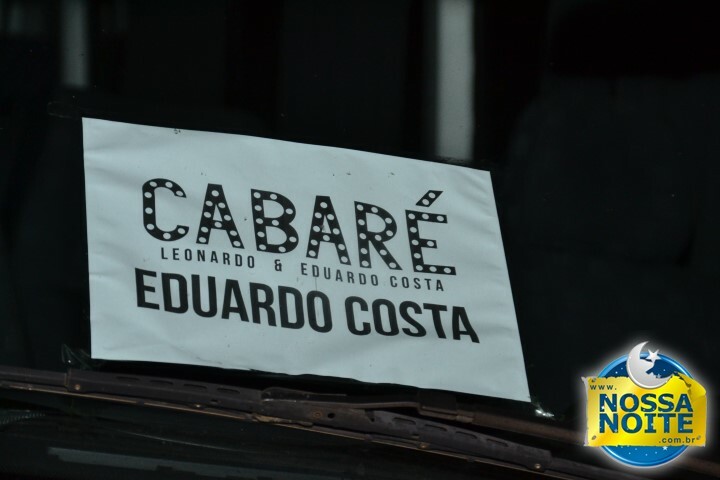 CABARÉ
LEONARDO & EDUARDO COSTA
EDUARDO COSTA
www.
NOSSA
NOITE
.com.br